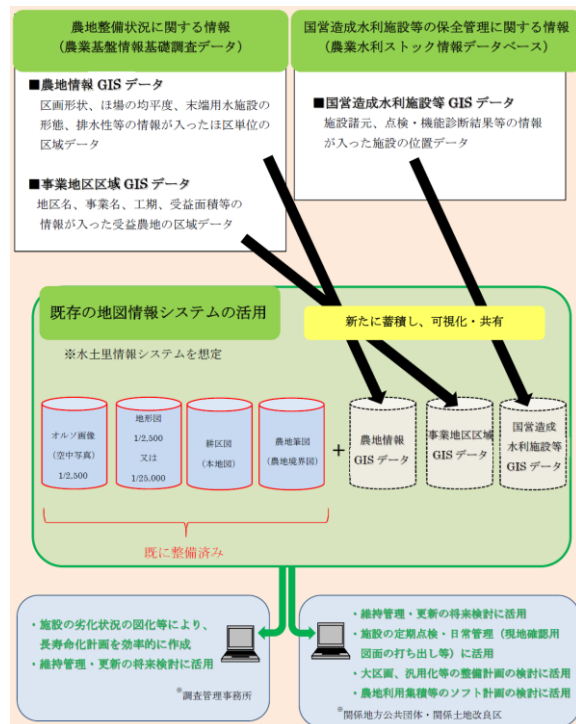 農地整備状況に関する情報
(農業基盤情報基礎調査データ)
国営造成水利施設等の保全管理に関する情報
(農業水利ストック情報データベース)
■農地情報 GIS データ
区画形状、ほ場の均平度、末端用水施設の
形態、排水性等の情報が入ったほ区単位の
区域データ
■事業地区区域 GIS データ
地区名、事業名、工期、受益面積等の
情報が入った受益農地の区域データ
■国営造成水利施設等 GIS データ
施設諸元、点検・機能診断結果等の情報
が入った施設の位置データ
既存の地図情報システムの活用
新たに蓄積し、可視化・共有
※水土里情報システムを想定
オルソ画像
(空中写真)
1/2,500
地形図
1/2,500
又は
1/25,000
耕区図
(本地図)
農地筆図
(農地境界図)
+
農地情報
GIS データ
事業地区区域
GIS データ
国営造成
水利施設等
GIS データ
既に整備済み
・施設の劣化状況の図化等により、
長寿命化計画を効率的に作成
・維持管理・更新の将来検討に活用
※調査管理事務所
・維持管理・更新の将来検討に活用
・施設の定期点検・日常管理(現地確認用
図面の打ち出し等)に活用
・大区画、汎用化等の整備計画の検討に活用
・農地利用集積等のソフト計画の検討に活用
※関係地方公共団体・関係土地改良区